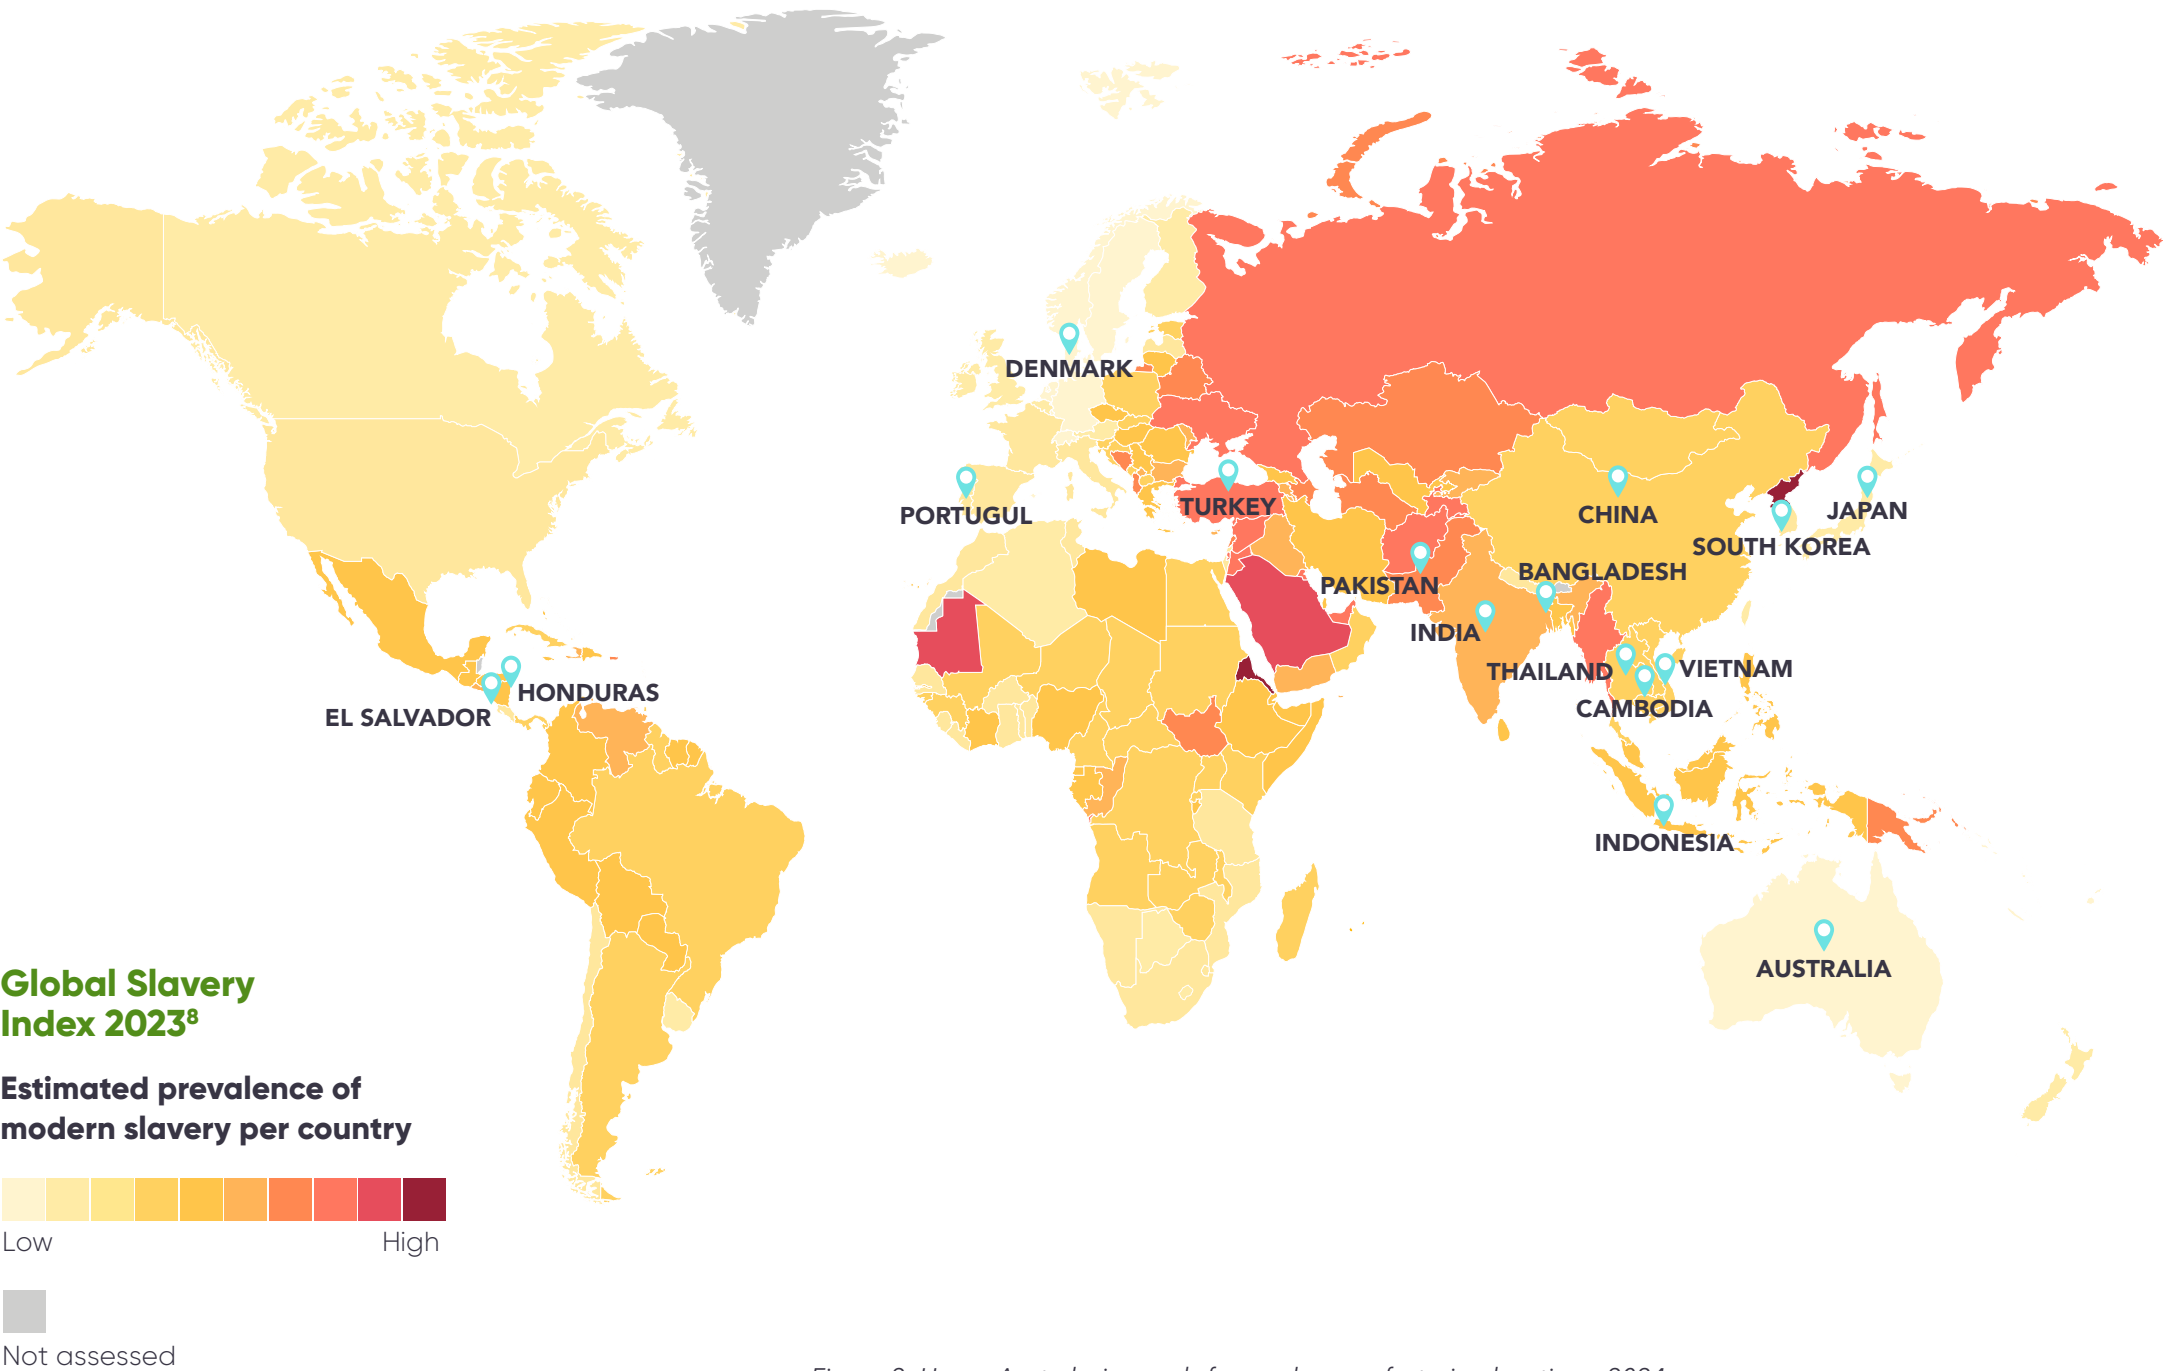 DENMARK
PORTUGUL
TURKEY
CHINA
JAPAN
SOUTH KOREA
BANGLADESH
PAKISTAN
INDIA
THAILAND
VIETNAM
CAMBODIA
HONDURAS
EL SALVADOR
INDONESIA
AUSTRALIA
Global Slavery
Index 2023⁸
Estimated prevalence of
modern slavery per country
Low High
Not assessed